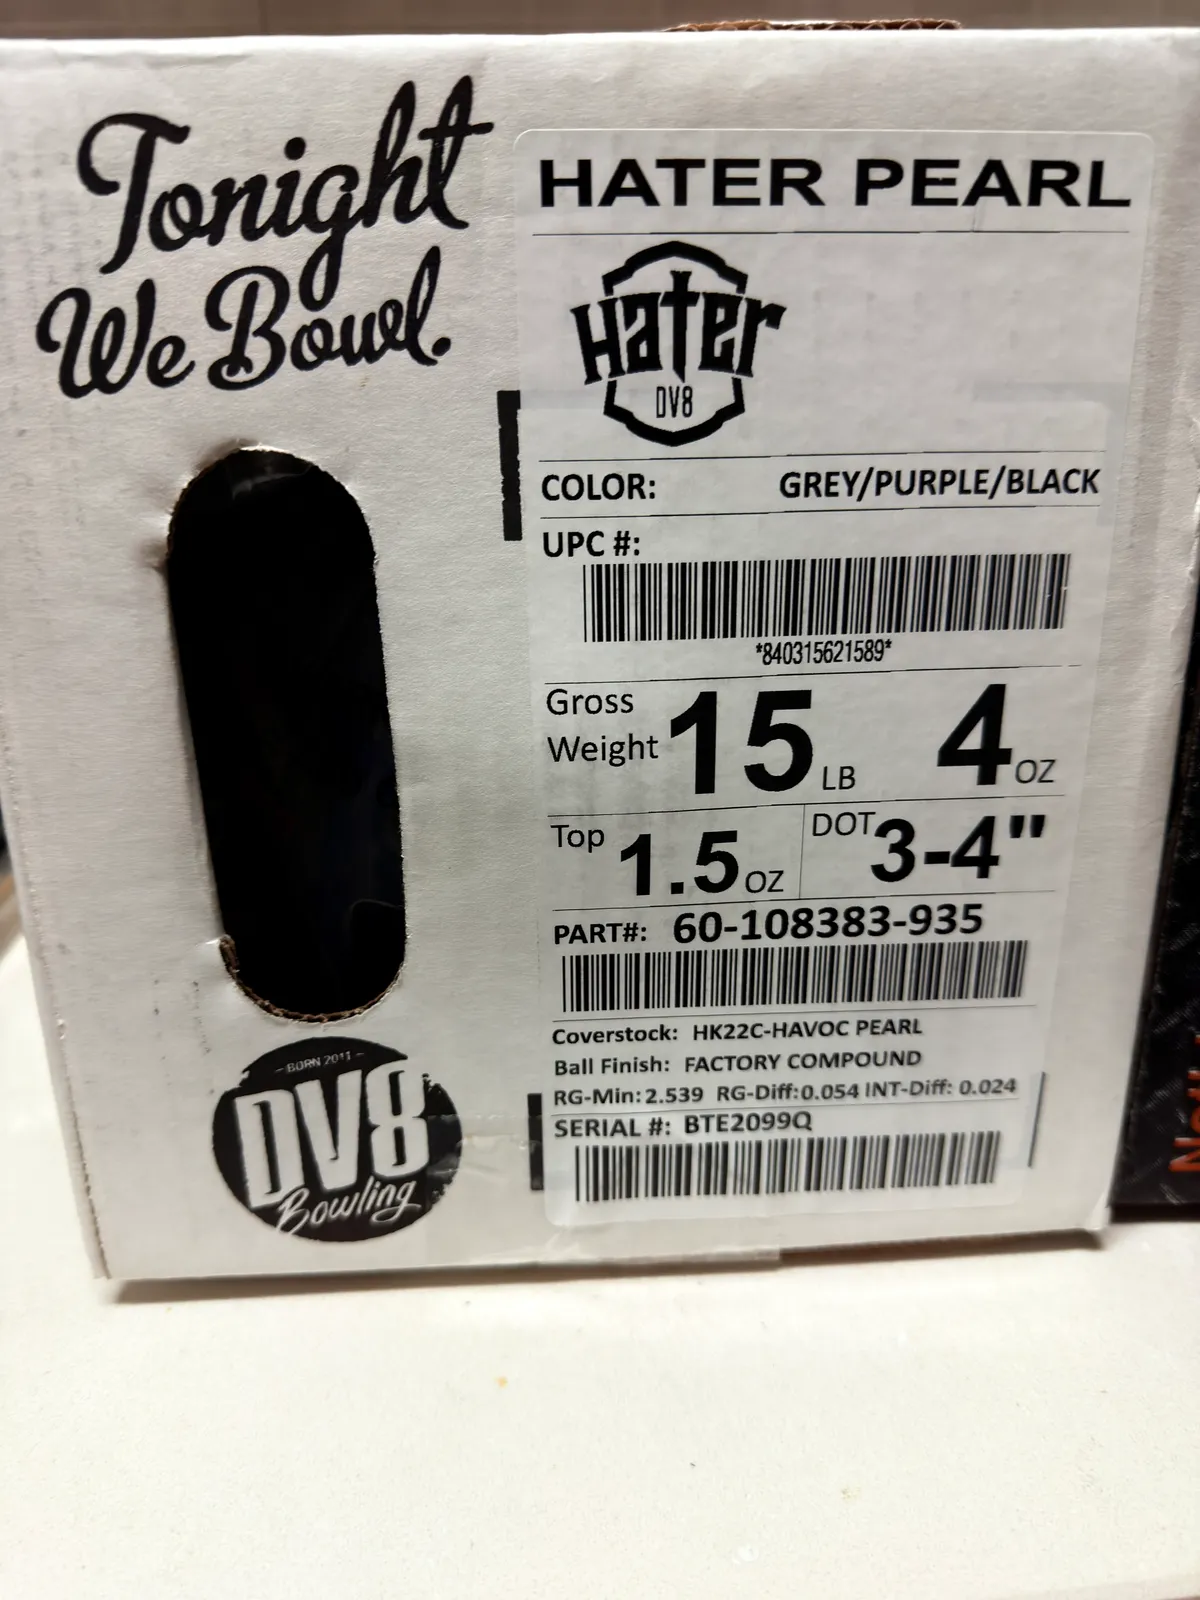 Tonight
We Bowl.
HATER PEARL
Hater
DV8
COLOR: GREY/PURPLE/BLACK
UPC #:
*840315621589*
Gross Weight 15 LB 4 OZ
Top 1.5 OZ DOT 3-4"
PART#: 60-108383-935
Coverstock: HK22C-HAVOC PEARL
Ball Finish: FACTORY COMPOUND
RG-Min: 2.539 RG-Diff:0.054 INT-Diff: 0.024
SERIAL #: BTE2099Q
- BORN 2011 -
DV8
Bowling